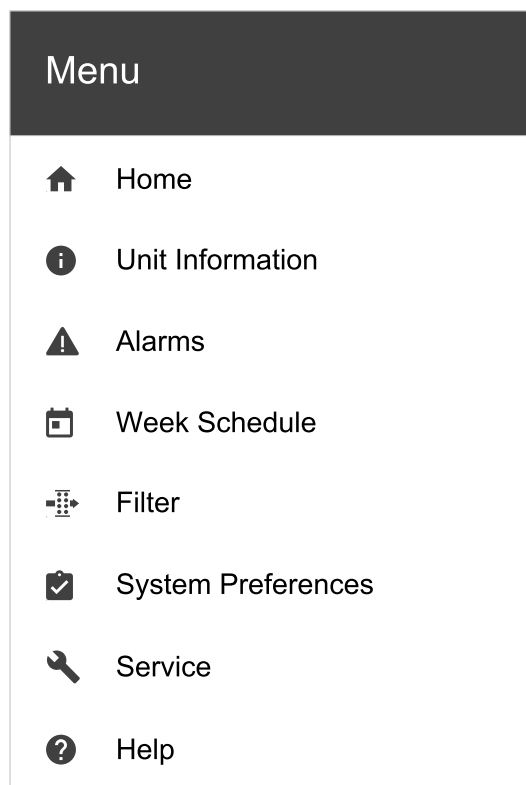 Menu
Home
Unit Information
Alarms
Week Schedule
Filter
System Preferences
Service
Help